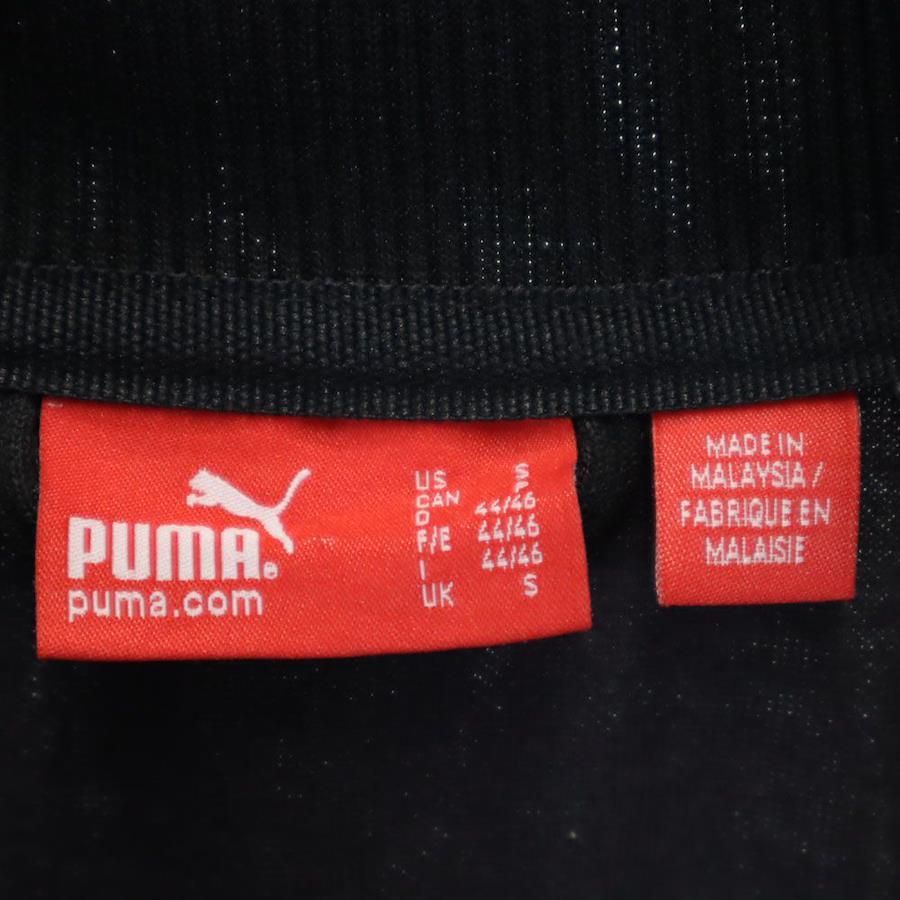 PUMA®
puma.com
US S
CAN P
D 44/46
F/E 44/46
I 44/46
UK S
MADE IN
MALAYSIA /
FABRIQUE EN
MALAISIE